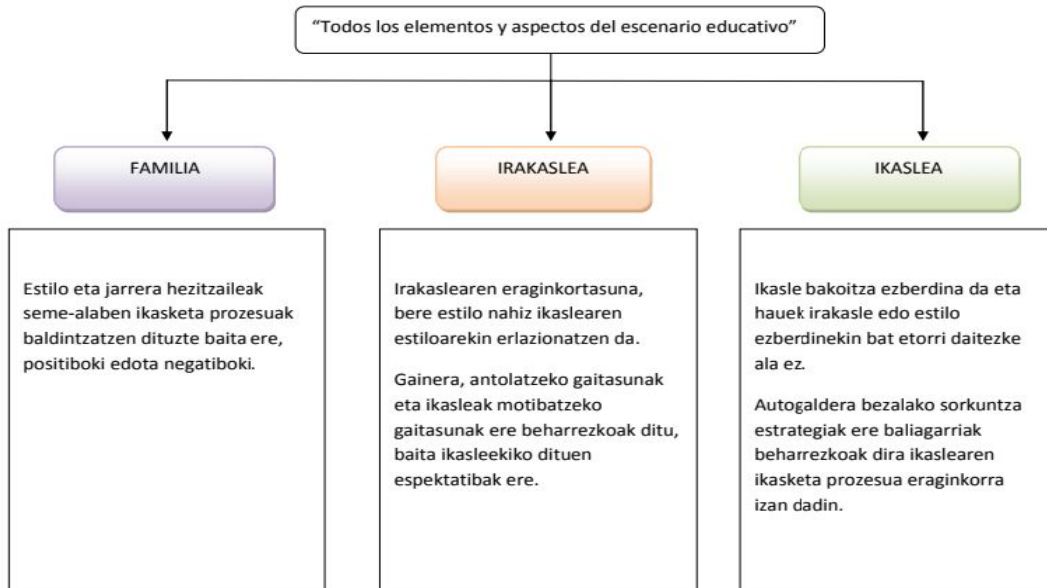 “Todos los elementos y aspectos del escenario educativo”
FAMILIA
Estilo eta jarrera hezitzaileak
seme-alaben ikasketa prozesuak
baldintzatzen dituzte baita ere,
positiboki edota negatiboki.
IRAKASLEA
Irakaslearen eraginkortasuna,
bere estilo nahiz ikaslearen
estiloarekin erlazionatzen da.
Gainera, antolatzeko gaitasunak
eta ikasleak motibatzeko
gaitasunak ere beharrezkoak ditu,
baita ikasleekiko dituen
espektatibak ere.
IKASLEA
Ikasle bakoitza ezberdina da eta
hauek irakasle edo estilo
ezberdinekin bat etorri daitezke
ala ez.
Autogaldera bezalako sorkuntza
estrategiak ere baliagarriak
beharrezkoak dira ikaslearen
ikasketa prozesua eraginkorra
izan dadin.